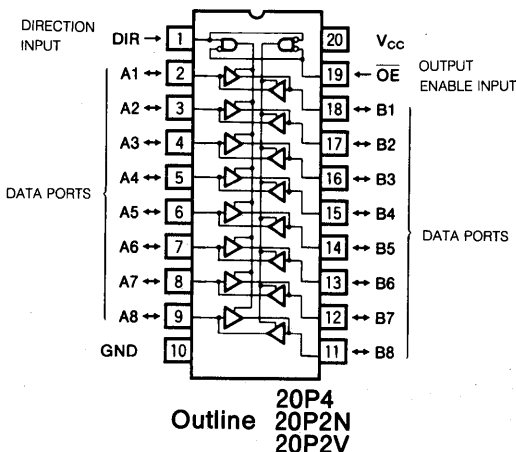 DIRECTION
INPUT
DIR → 1
20 VCC
A1 ↔ 2
19 ← OE OUTPUT
ENABLE INPUT
A2 ↔ 3
18 ↔ B1
A3 ↔ 4
17 ↔ B2
A4 ↔ 5
16 ↔ B3
DATA PORTS
A5 ↔ 6
15 ↔ B4
A6 ↔ 7
14 ↔ B5
DATA PORTS
A7 ↔ 8
13 ↔ B6
A8 ↔ 9
12 ↔ B7
GND 10
11 ↔ B8
Outline 20P4
20P2N
20P2V